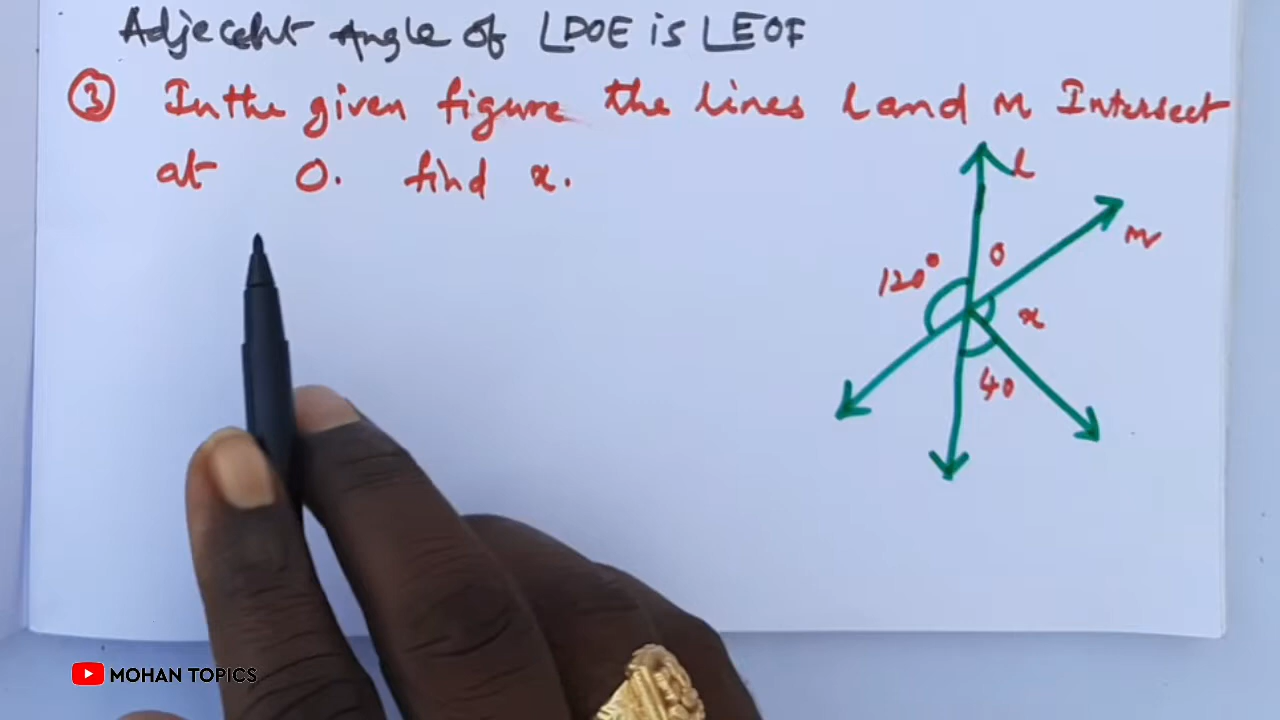 Adjecent Angle of ∠DOE is ∠EOF
③ In the given figure the lines l and m Intersect
at O. find x.
l
m
O
120°
x
40
MOHAN TOPICS